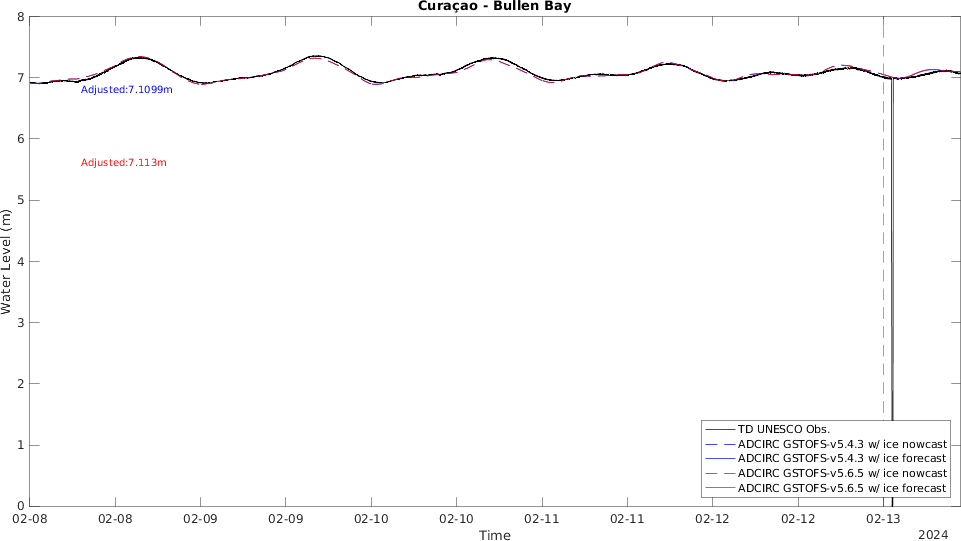 Curaçao - Bullen Bay
8
7
6
5
4
3
2
1
0
Water Level (m)
Adjusted:7.1099m
Adjusted:7.113m
TD UNESCO Obs.
ADCIRC GSTOFS-v5.4.3 w/ ice nowcast
ADCIRC GSTOFS-v5.4.3 w/ ice forecast
ADCIRC GSTOFS-v5.6.5 w/ ice nowcast
ADCIRC GSTOFS-v5.6.5 w/ ice forecast
02-08 02-08 02-09 02-09 02-10 02-10 02-11 02-11 02-12 02-12 02-13
Time
2024